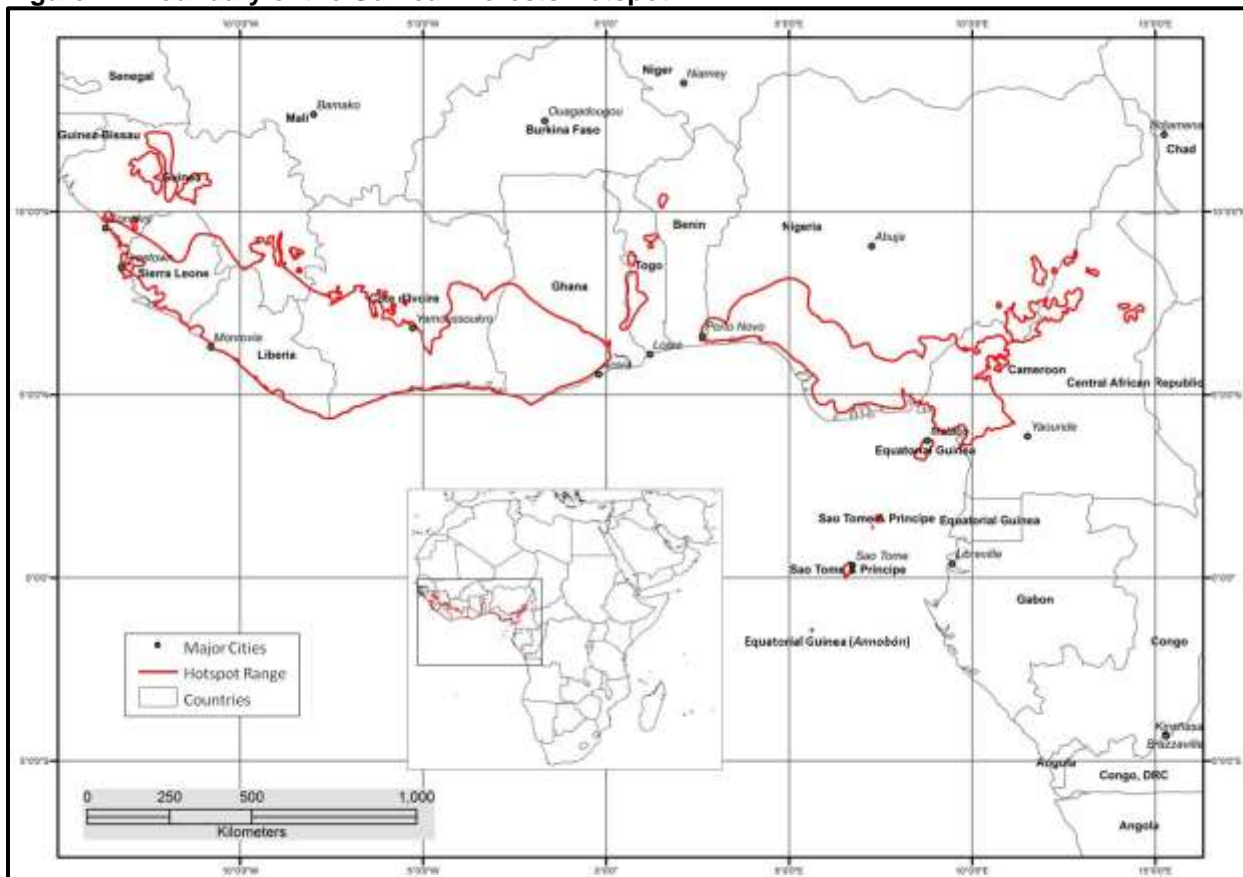 Senegal
Niger
Niamey
Mali
Bamako
Ouagadougou
Burkina Faso
Chad
Guinea-Bissau
Guinea
Benin
Nigeria
Abuja
Sierra Leone
Togo
Ghana
Cote d'Ivoire
Yamoussoukro
Porto Novo
Lome
Monrovia
Liberia
Cameroon
Central African Republic
Yaounde
Equatorial Guinea
Sao Tome & Principe
Equatorial Guinea
Sao Tome
Libreville
Sao Tome & Principe
Gabon
Equatorial Guinea (Annobón)
Congo
Major Cities
Hotspot Range
Countries
Kinshasa
Brazzaville
Angola
Congo, DRC
Angola
0 250 500 1,000
Kilometers